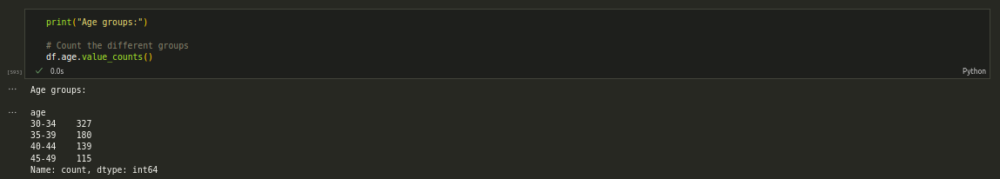 print("Age groups:")
# Count the different groups
df.age.value_counts()
[593]
0.0s
Python
... Age groups:
... age
30-34    327
35-39    180
40-44    139
45-49    115
Name: count, dtype: int64